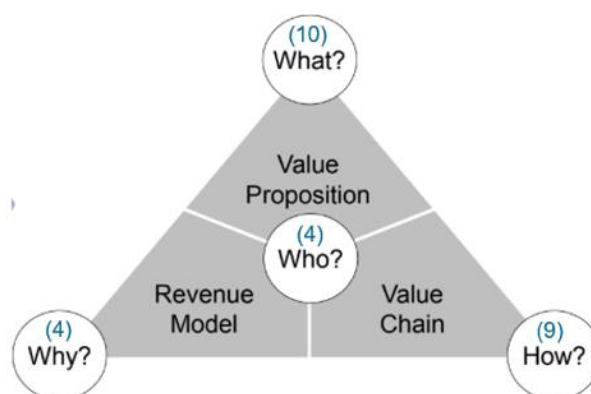 (10)
What?
Value
Proposition
(4)
Who?
Revenue
Model
Value
Chain
(4)
Why?
(9)
How?